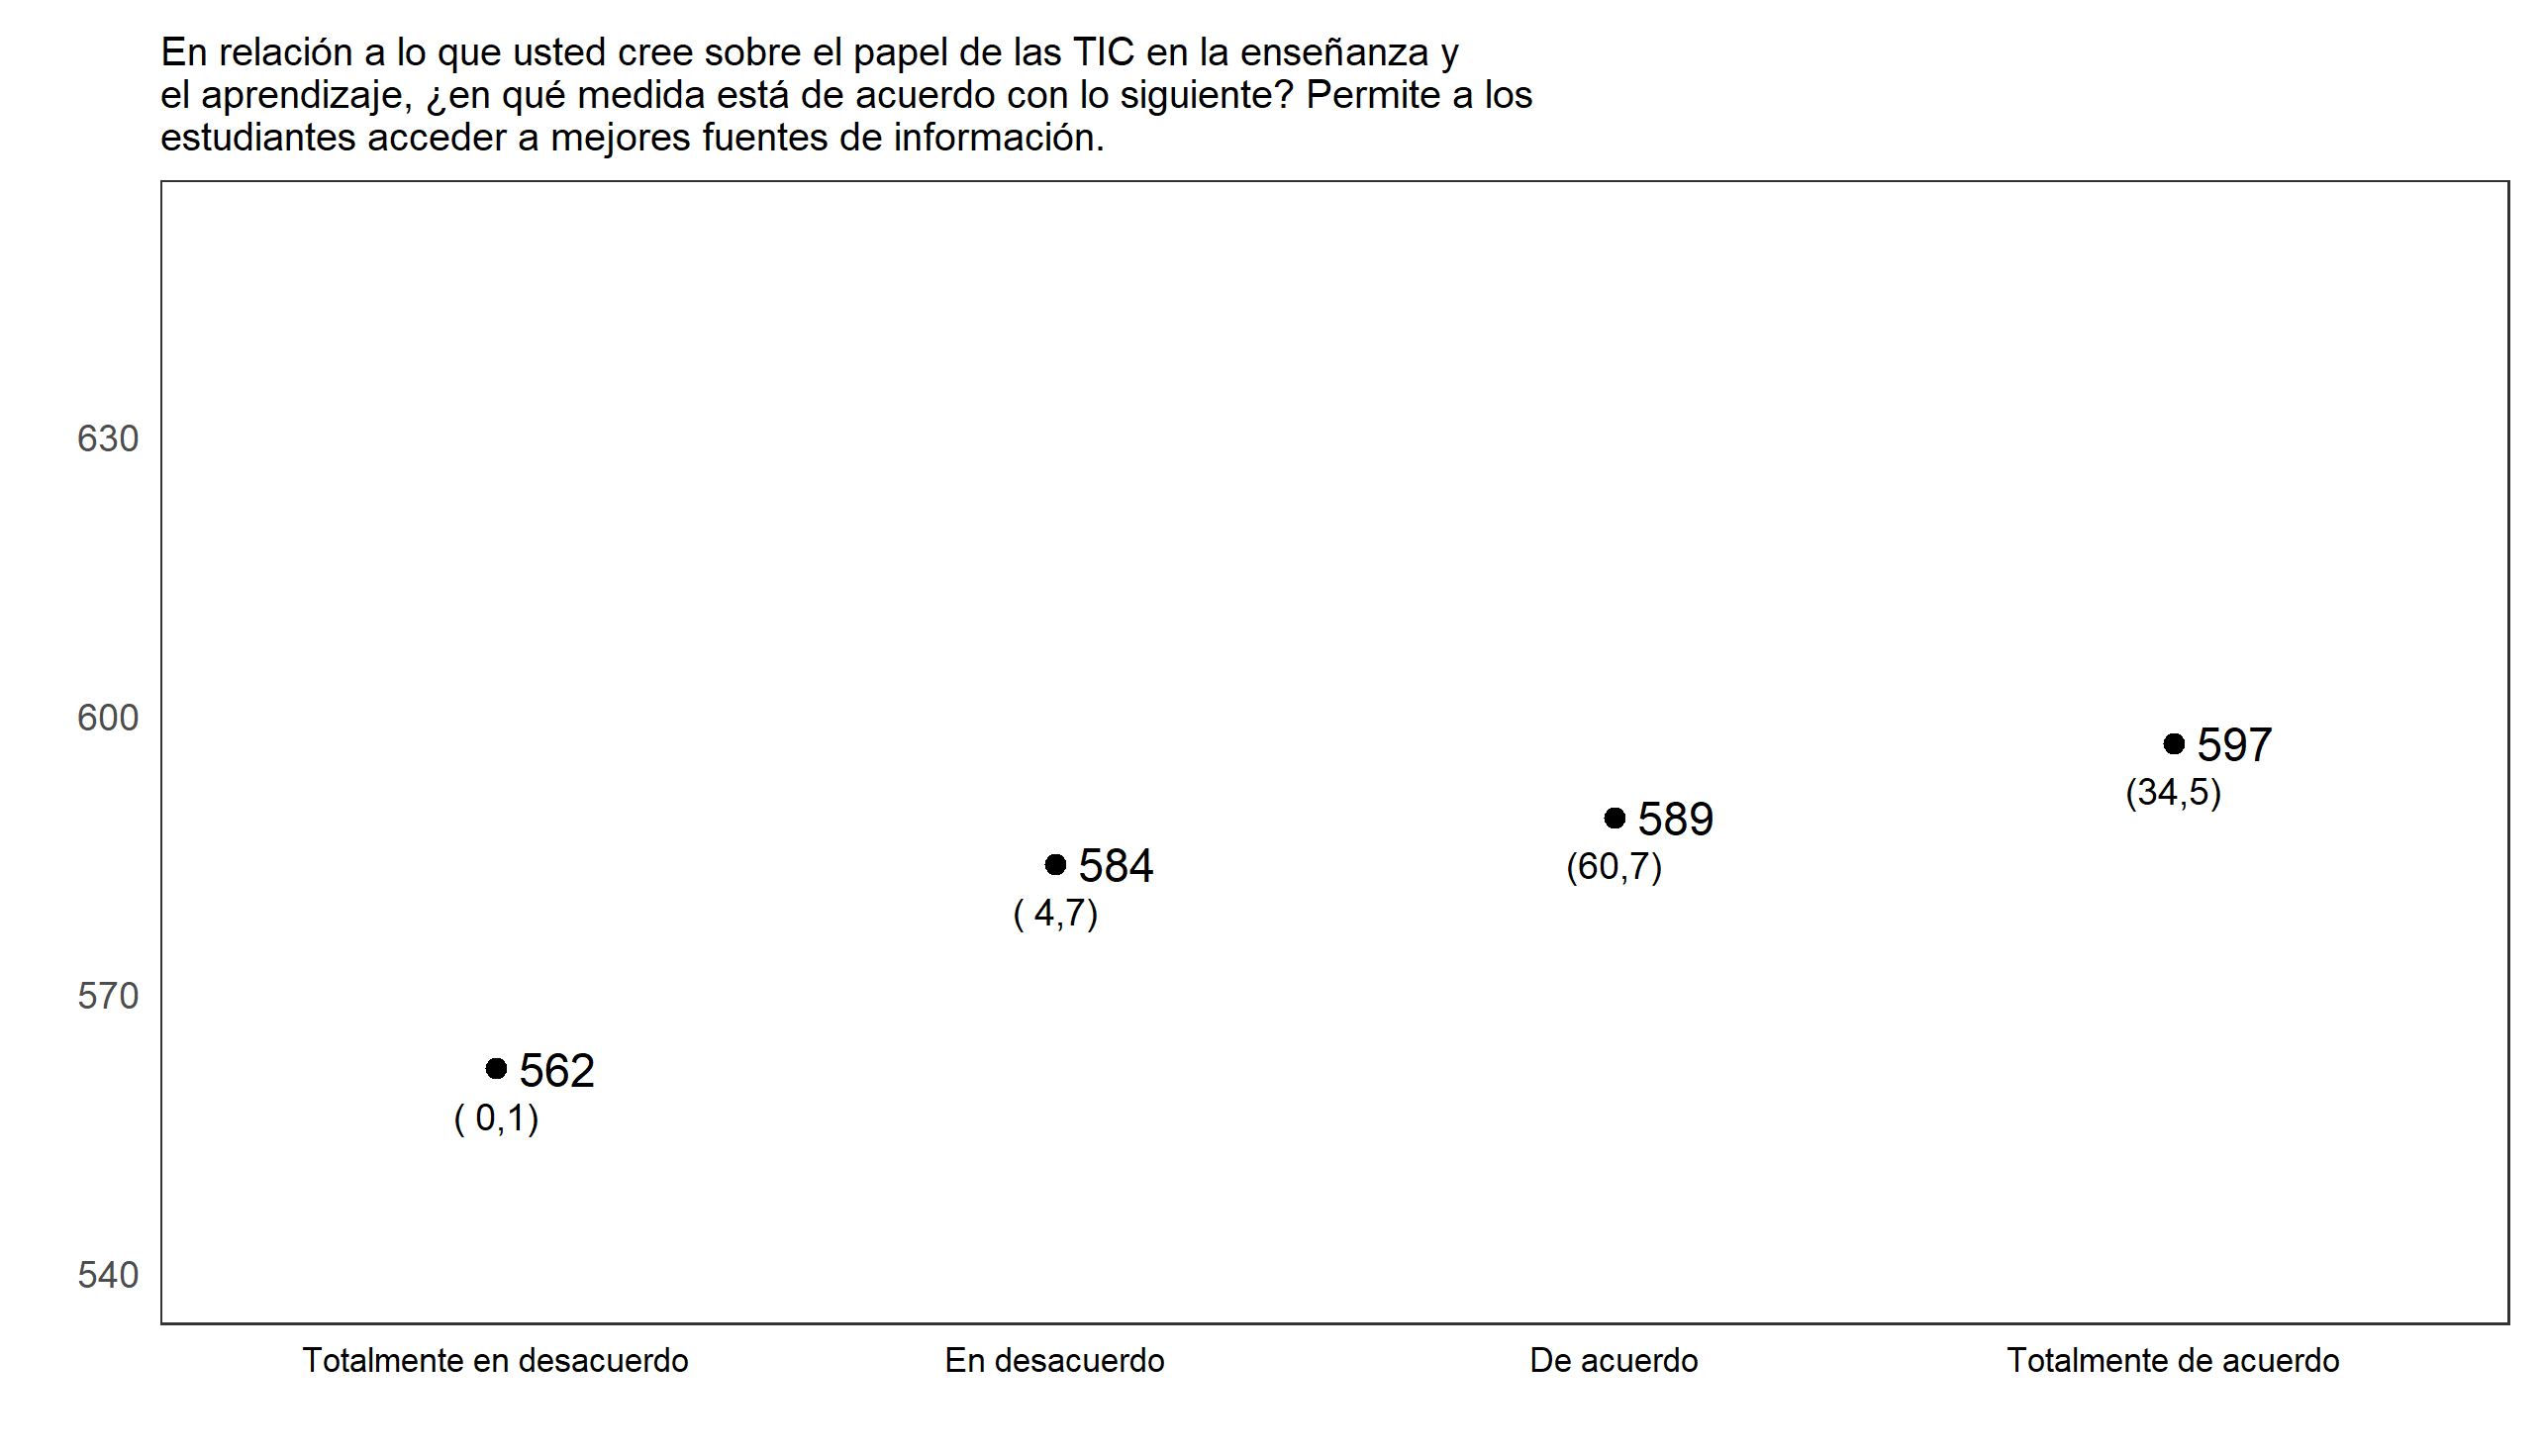 En relación a lo que usted cree sobre el papel de las TIC en la enseñanza y
el aprendizaje, ¿en qué medida está de acuerdo con lo siguiente? Permite a los
estudiantes acceder a mejores fuentes de información.
630
600
570
540
597
(34,5)
589
(60,7)
584
( 4,7)
562
( 0,1)
Totalmente en desacuerdo
En desacuerdo
De acuerdo
Totalmente de acuerdo